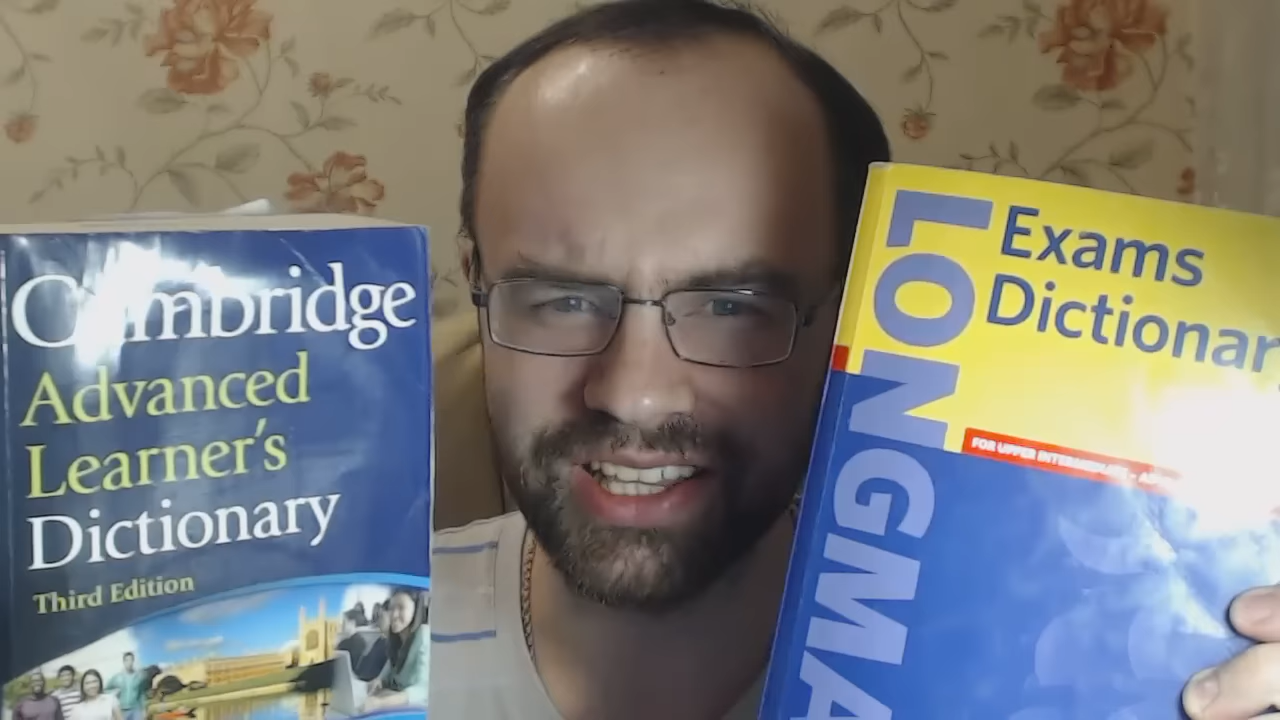 Cambridge
Advanced
Learner's
Dictionary
Third Edition
Exams
Dictionar
LONGMA
FOR UPPER INTERMEDIATE -